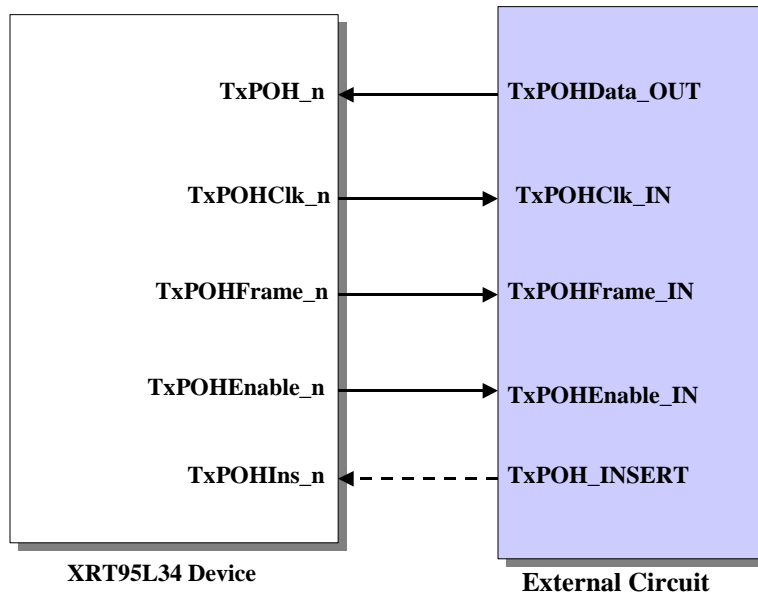 TxPOH_n TxPOHData_OUT
TxPOHClk_n TxPOHClk_IN
TxPOHFrame_n TxPOHFrame_IN
TxPOHEnable_n TxPOHEnable_IN
TxPOHIns_n TxPOH_INSERT
XRT95L34 Device External Circuit